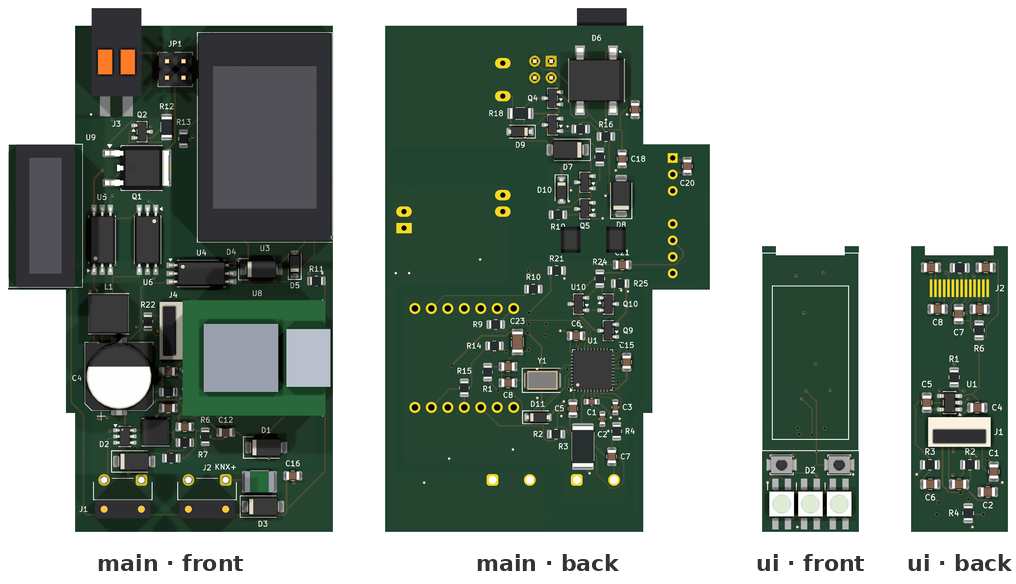 JP1
R12
Q2
R13
J3
U9
Q1
U5
U6
U4
D4
U3
D5
R11
L1
J4
U8
R22
C4
+
D2
R6
C12
D1
R7
J2 KNX+
C16
J1
D3
D6
Q4
R18
R16
D9
D7
C18
C20
D10
R19
Q5
D8
C21
R21
R24
R10
R25
U10
Q10
R9
C6
Q9
C23
U1
R14
C15
Y1
R15
R1
C8
D11
C5
C1
C3
C2
R4
R2
R3
C7
D2
J2
C8
C7
R6
R1
U1
C5
C4
J1
R3
R2
C1
C6
C2
R4
main · front
main · back
ui · front
ui · back